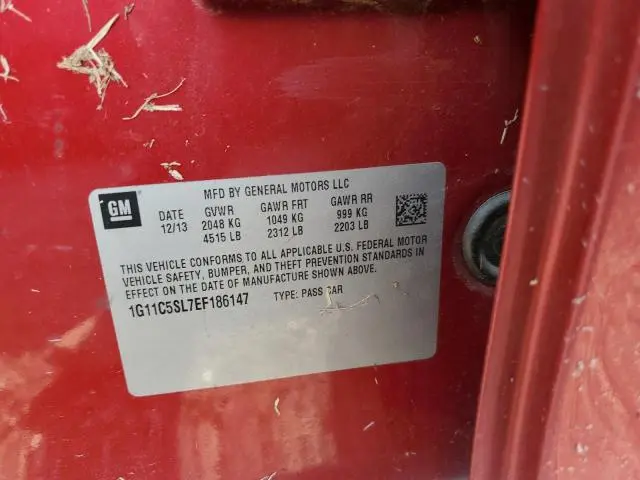 GM
MFD BY GENERAL MOTORS LLC
DATE GVWR GAWR FRT GAWR RR
12/13 2048 KG 1049 KG 999 KG
4515 LB 2312 LB 2203 LB
THIS VEHICLE CONFORMS TO ALL APPLICABLE U.S. FEDERAL MOTOR
VEHICLE SAFETY, BUMPER, AND THEFT PREVENTION STANDARDS IN
EFFECT ON THE DATE OF MANUFACTURE SHOWN ABOVE.
1G11C5SL7EF186147 TYPE: PASS CAR